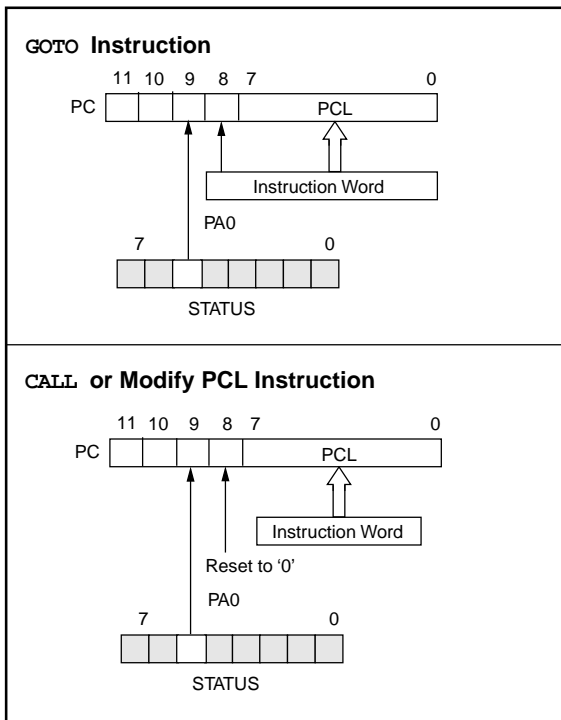 GOTO Instruction
11 10 9 8 7 0
PC PCL
Instruction Word
PA0
7 0
STATUS
CALL or Modify PCL Instruction
11 10 9 8 7 0
PC PCL
Instruction Word
Reset to ‘0’
PA0
7 0
STATUS